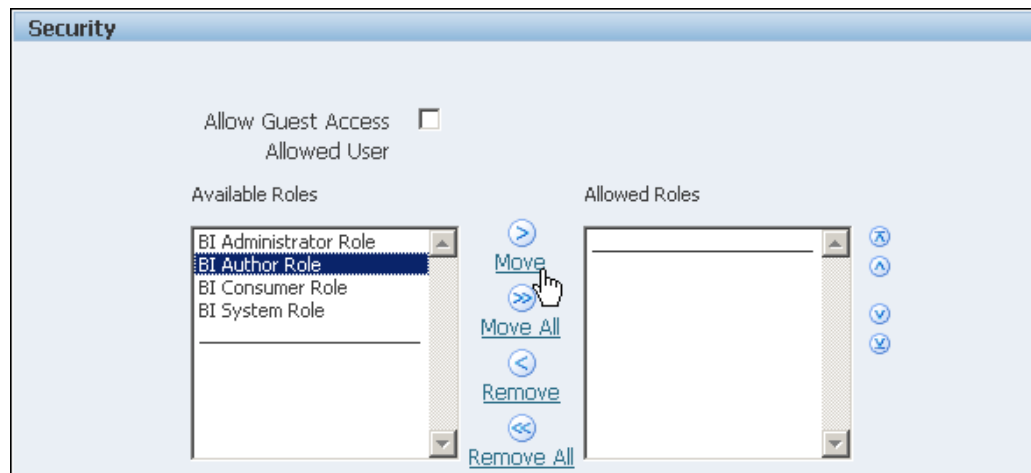 Security
Allow Guest Access
Allowed User
Available Roles
Allowed Roles
BI Administrator Role
BI Author Role
BI Consumer Role
BI System Role
Move
Move All
Remove
Remove All